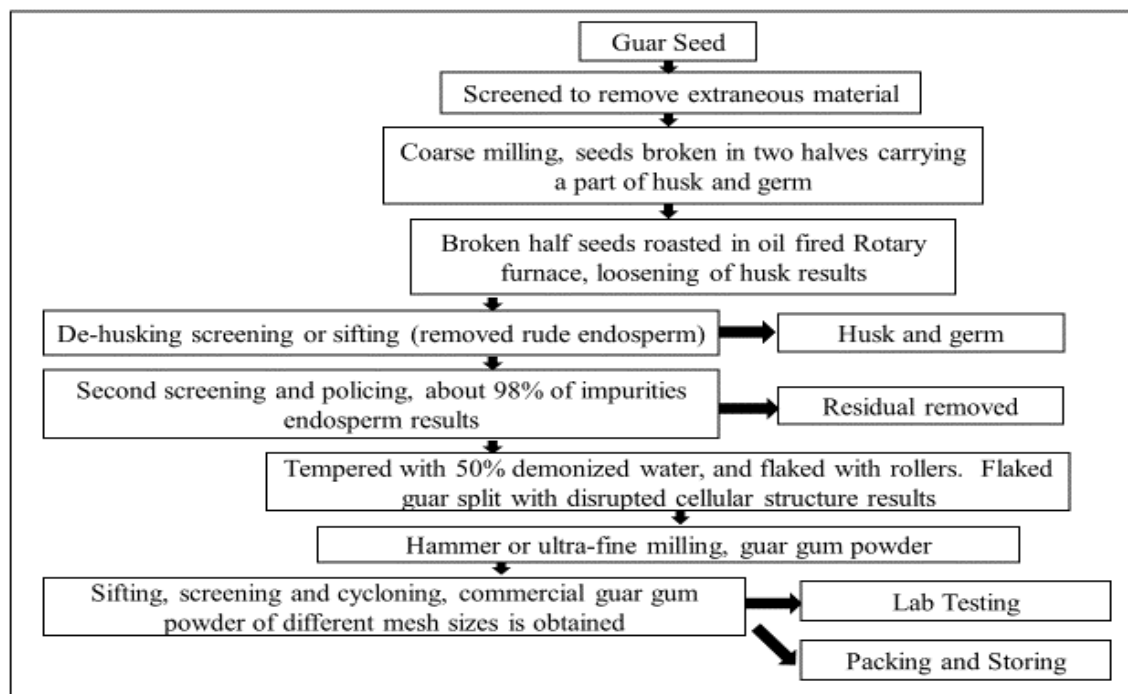 Guar Seed
Screened to remove extraneous material
Coarse milling, seeds broken in two halves carrying
a part of husk and germ
Broken half seeds roasted in oil fired Rotary
furnace, loosening of husk results
De-husking screening or sifting (removed rude endosperm)
Husk and germ
Second screening and policing, about 98% of impurities
endosperm results
Residual removed
Tempered with 50% demonized water, and flaked with rollers. Flaked
guar split with disrupted cellular structure results
Hammer or ultra-fine milling, guar gum powder
Sifting, screening and cycloning, commercial guar gum
powder of different mesh sizes is obtained
Lab Testing
Packing and Storing